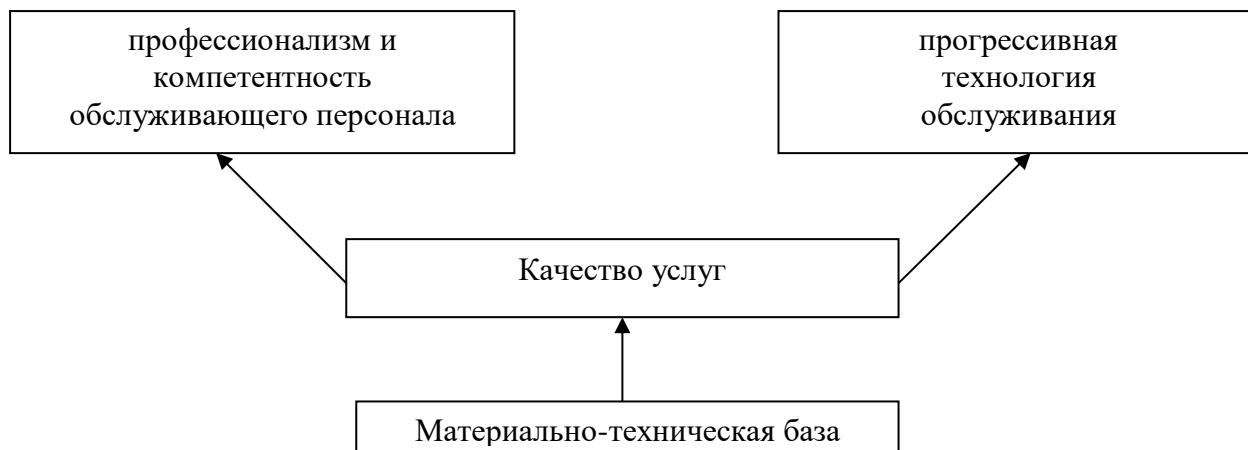 профессионализм и
компетентность
обслуживающего персонала
прогрессивная
технология
обслуживания
Качество услуг
Материально-техническая база